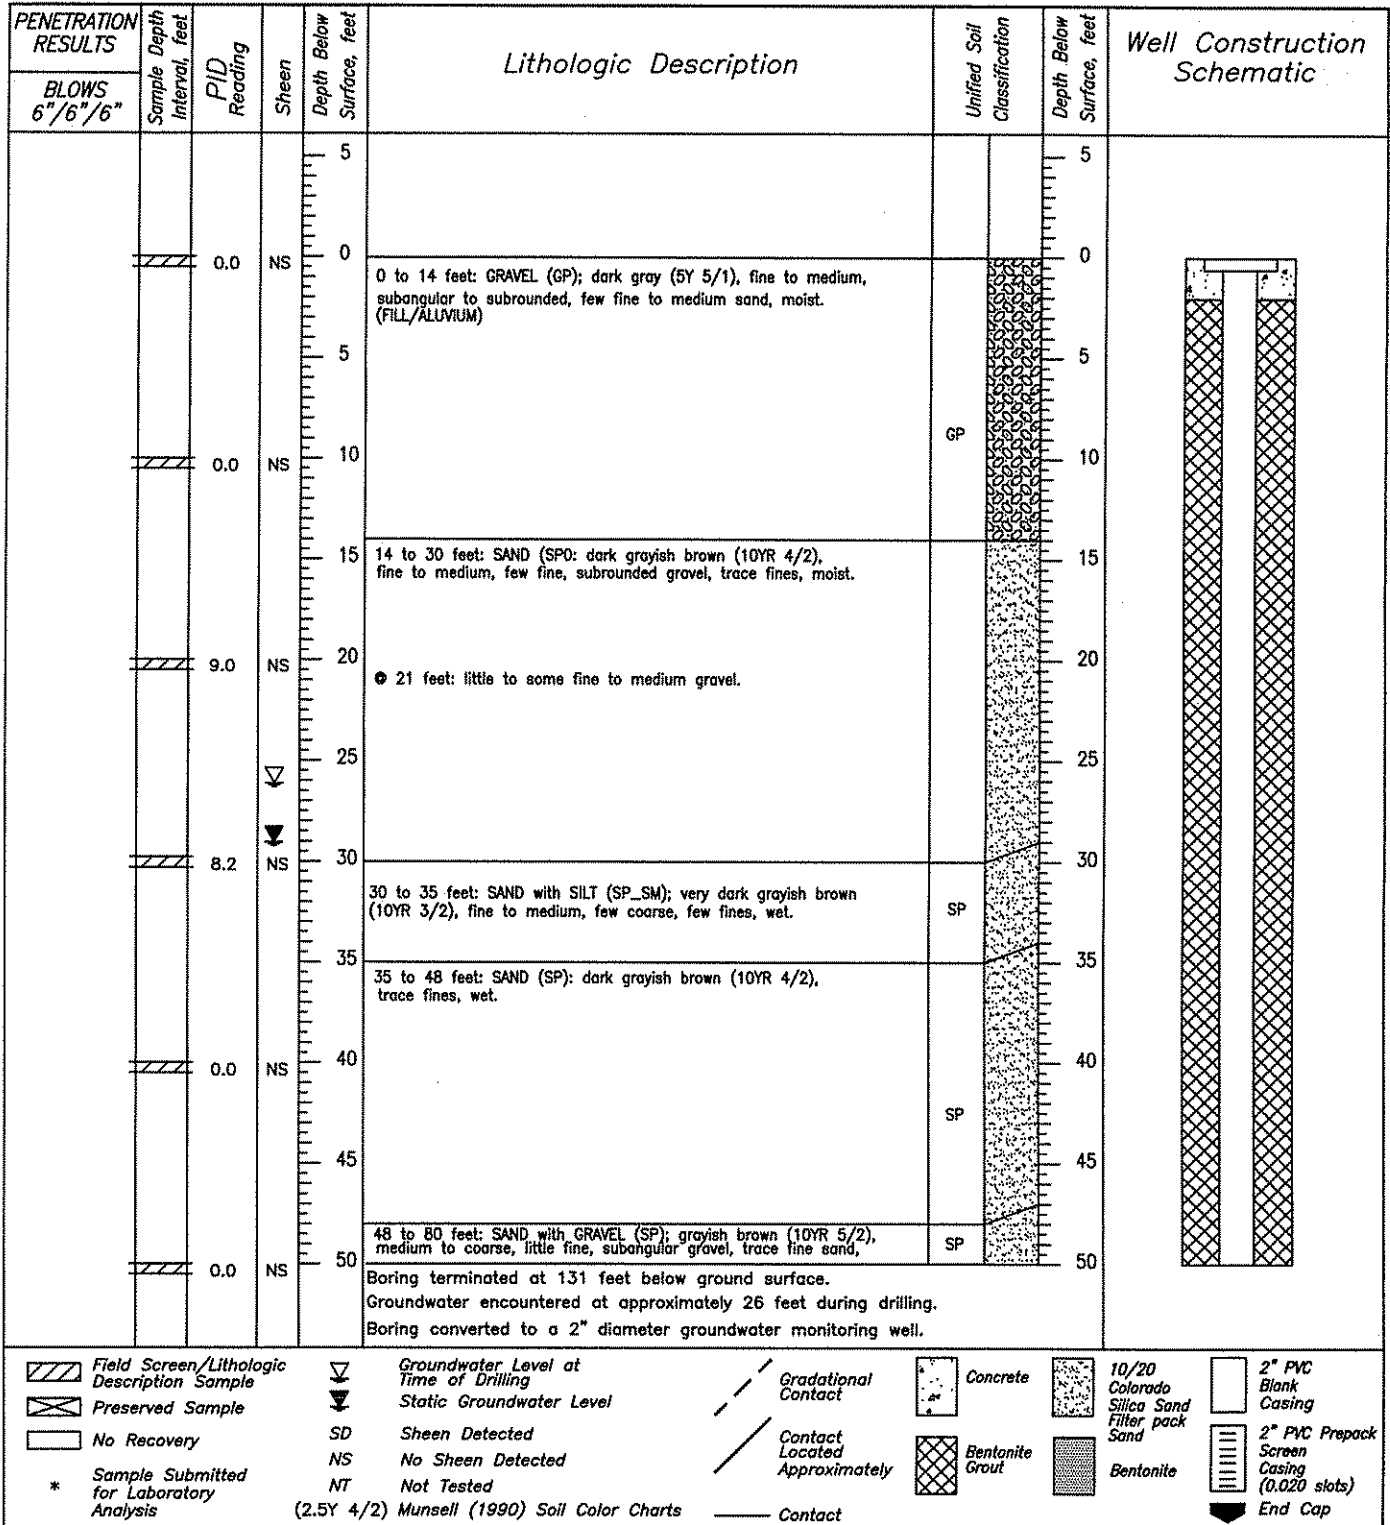 PENETRATION
RESULTS
BLOWS
6"/6"/6"
Sample Depth
Interval, feet
PID
Reading
Sheen
Depth Below
Surface, feet
Lithologic Description
Unified Soil
Classification
Depth Below
Surface, feet
Well Construction
Schematic
5
5
0.0 NS 0
0
0 to 14 feet: GRAVEL (GP); dark gray (5Y 5/1), fine to medium,
subangular to subrounded, few fine to medium sand, moist.
(FILL/ALUVIUM)
5
5
GP
0.0 NS 10
10
14 to 30 feet: SAND (SP0: dark grayish brown (10YR 4/2),
fine to medium, few fine, subrounded gravel, trace fines, moist.
15
15
9.0 NS 20
20
@ 21 feet: little to some fine to medium gravel.
25
25
8.2 NS 30
30
30 to 35 feet: SAND with SILT (SP_SM); very dark grayish brown
(10YR 3/2), fine to medium, few coarse, few fines, wet.
SP
35
35
35 to 48 feet: SAND (SP): dark grayish brown (10YR 4/2),
trace fines, wet.
0.0 NS 40
40
SP
45
45
48 to 80 feet: SAND with GRAVEL (SP); grayish brown (10YR 5/2),
medium to coarse, little fine, subangular gravel, trace fine sand,
SP
0.0 NS 50
50
Boring terminated at 131 feet below ground surface.
Groundwater encountered at approximately 26 feet during drilling.
Boring converted to a 2" diameter groundwater monitoring well.
Field Screen/Lithologic
Description Sample
Preserved Sample
No Recovery
* Sample Submitted
for Laboratory
Analysis
Groundwater Level at
Time of Drilling
Static Groundwater Level
SD Sheen Detected
NS No Sheen Detected
NT Not Tested
(2.5Y 4/2) Munsell (1990) Soil Color Charts
Gradational
Contact
Contact
Located
Approximately
Contact
Concrete
Bentonite
Grout
10/20
Colorado
Silica Sand
Filter pack
Sand
Bentonite
2" PVC
Blank
Casing
2" PVC Prepack
Screen
Casing
(0.020 slots)
End Cap